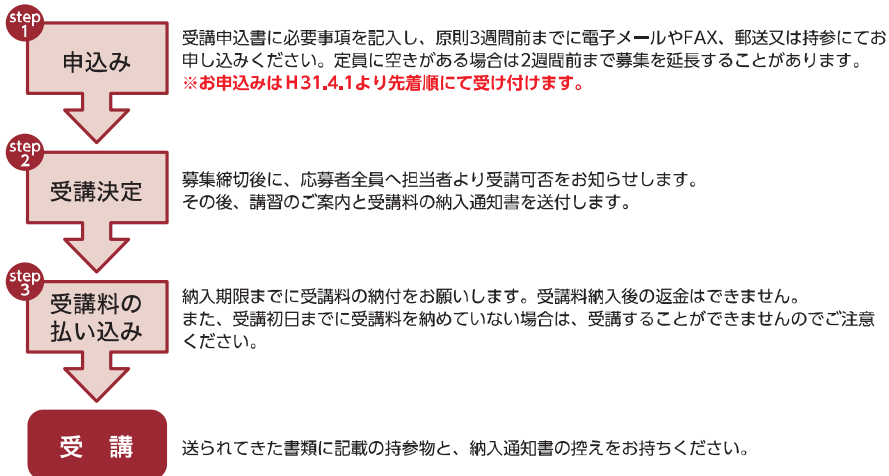 step
1
申込み
受講申込書に必要事項を記入し、原則3週間前までに電子メールやFAX、郵送又は持参にてお
申し込みください。定員に空きがある場合は2週間前まで募集を延長することがあります。
※お申込みはH31.4.1より先着順にて受け付けます。
step
2
受講決定
募集締切後に、応募者全員へ担当者より受講可否をお知らせします。
その後、講習のご案内と受講料の納入通知書を送付します。
step
3
受講料の
払い込み
納入期限までに受講料の納付をお願いします。受講料納入後の返金はできません。
また、受講初日までに受講料を納めていない場合は、受講することができませんのでご注意
ください。
受　講
送られてきた書類に記載の持参物と、納入通知書の控えをお持ちください。